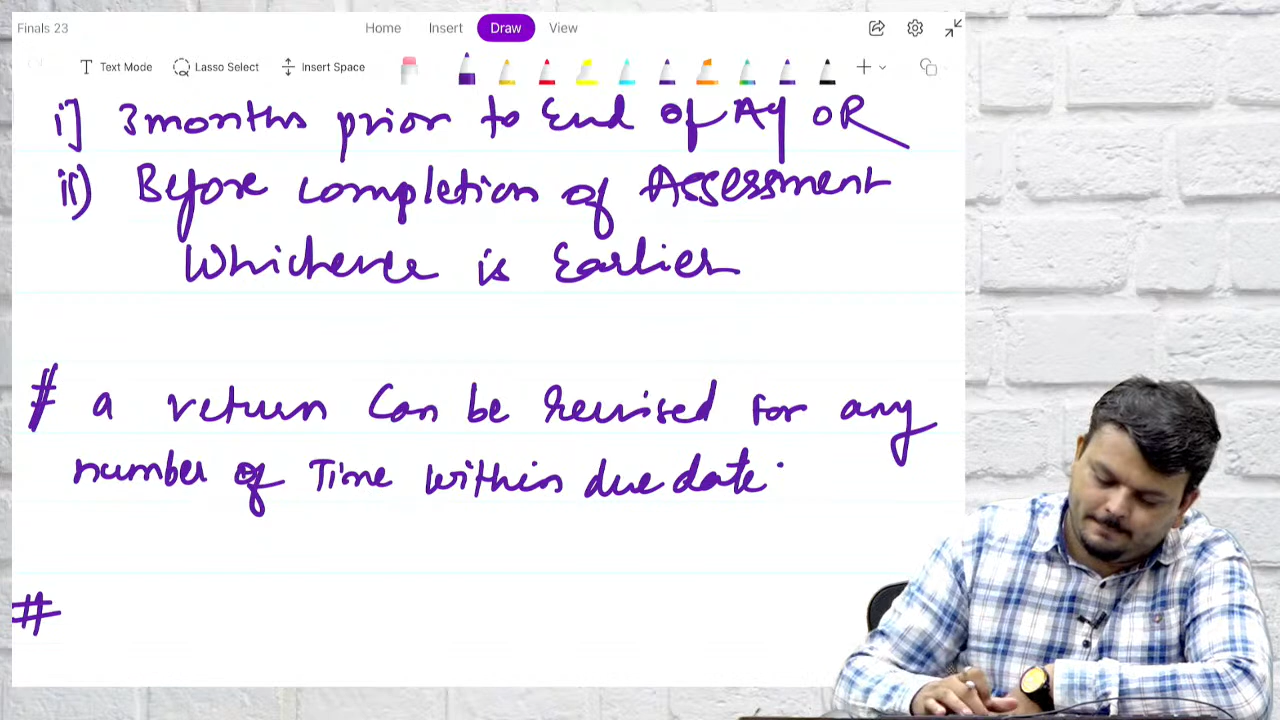 Finals 23
Home Insert Draw View
Text Mode Lasso Select Insert Space
i] 3 months prior to End of AY OR
ii) Before completion of Assessment
Whichever is Earlier
# a return Can be revised for any
number of Time within due date.
#